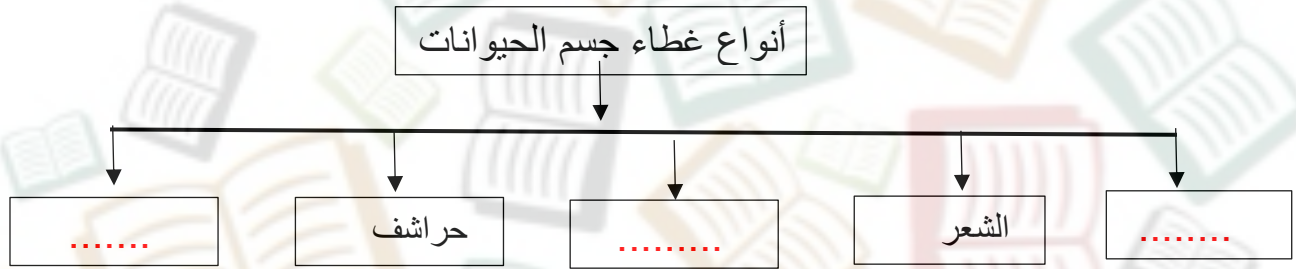 أنواع غطاء جسم الحيوانات
........
الشعر
.........
حراشف
.......